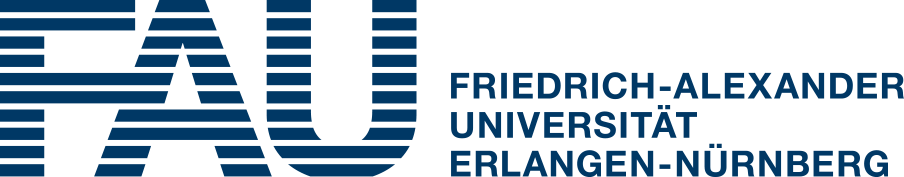 FAU
FRIEDRICH-ALEXANDER
UNIVERSITÄT
ERLANGEN-NÜRNBERG